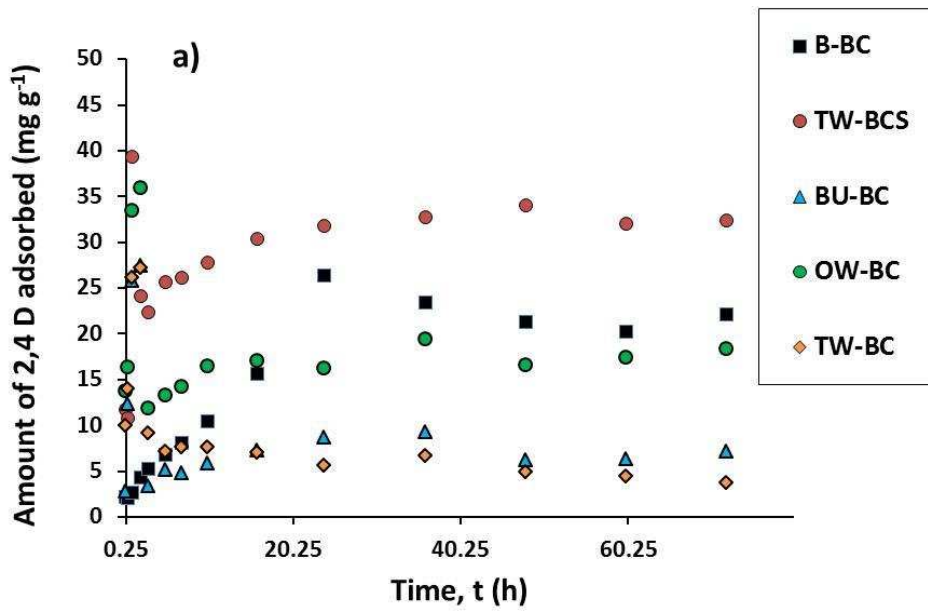 a)
Amount of 2,4 D adsorbed (mg g⁻¹)
50
45
40
35
30
25
20
15
10
5
0
0.25
20.25
40.25
60.25
Time, t (h)
B-BC
TW-BCS
BU-BC
OW-BC
TW-BC